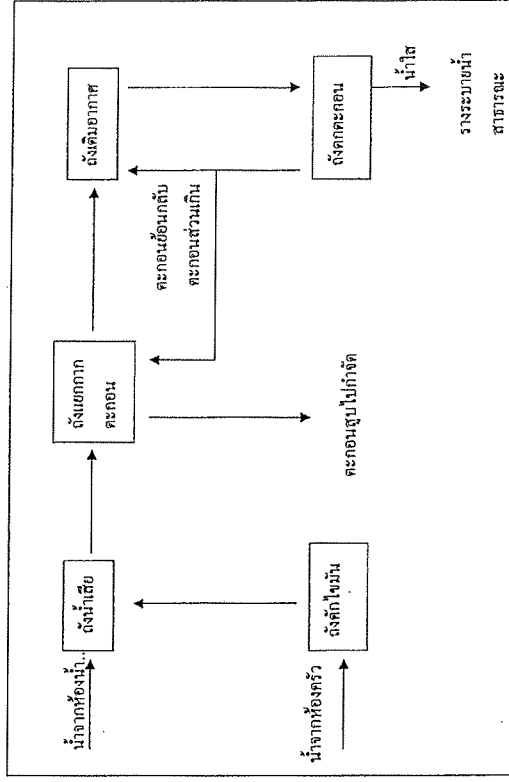 น้ำจากห้องน้ำ...
ถังน้ำเสีย
ถังแยกกาก
ตะกอน
ถังเติมอากาศ
ตะกอนย้อนกลับ
ตะกอนส่วนเกิน
น้ำจากห้องครัว
ถังดักไขมัน
ตะกอนสูบไปกำจัด
ถังตกตะกอน
น้ำใส
รางระบายน้ำ
สาธารณะ